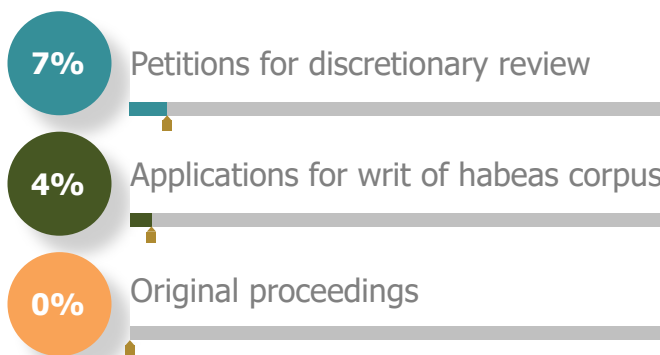 7% Petitions for discretionary review
4% Applications for writ of habeas corpus
0% Original proceedings